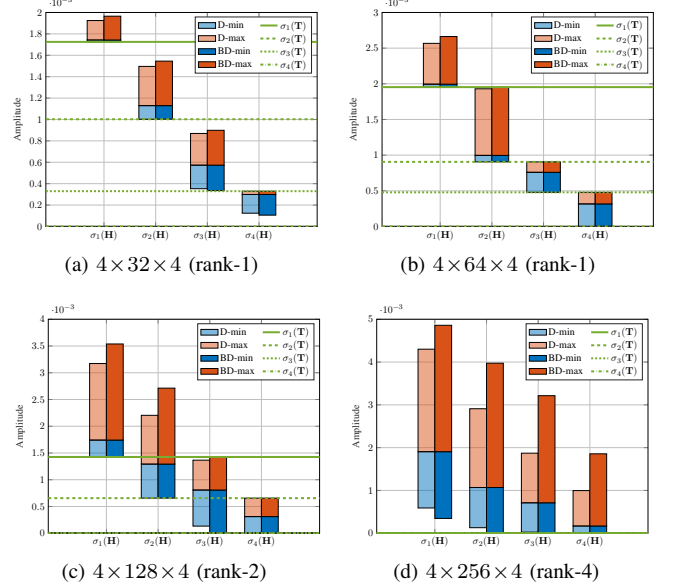 ·10⁻³
2
1.8
1.6
1.4
1.2
1
0.8
0.6
0.4
0.2
0
Amplitude
D-min
D-max
BD-min
BD-max
σ₁(T)
σ₂(T)
σ₃(T)
σ₄(T)
σ₁(H) σ₂(H) σ₃(H) σ₄(H)
(a) 4×32×4 (rank-1)
·10⁻³
3
2.5
2
1.5
1
0.5
0
Amplitude
D-min
D-max
BD-min
BD-max
σ₁(T)
σ₂(T)
σ₃(T)
σ₄(T)
σ₁(H) σ₂(H) σ₃(H) σ₄(H)
(b) 4×64×4 (rank-1)
·10⁻³
4
3.5
3
2.5
2
1.5
1
0.5
0
Amplitude
D-min
D-max
BD-min
BD-max
σ₁(T)
σ₂(T)
σ₃(T)
σ₄(T)
σ₁(H) σ₂(H) σ₃(H) σ₄(H)
(c) 4×128×4 (rank-2)
·10⁻³
5
4
3
2
1
0
Amplitude
D-min
D-max
BD-min
BD-max
σ₁(T)
σ₂(T)
σ₃(T)
σ₄(T)
σ₁(H) σ₂(H) σ₃(H) σ₄(H)
(d) 4×256×4 (rank-4)